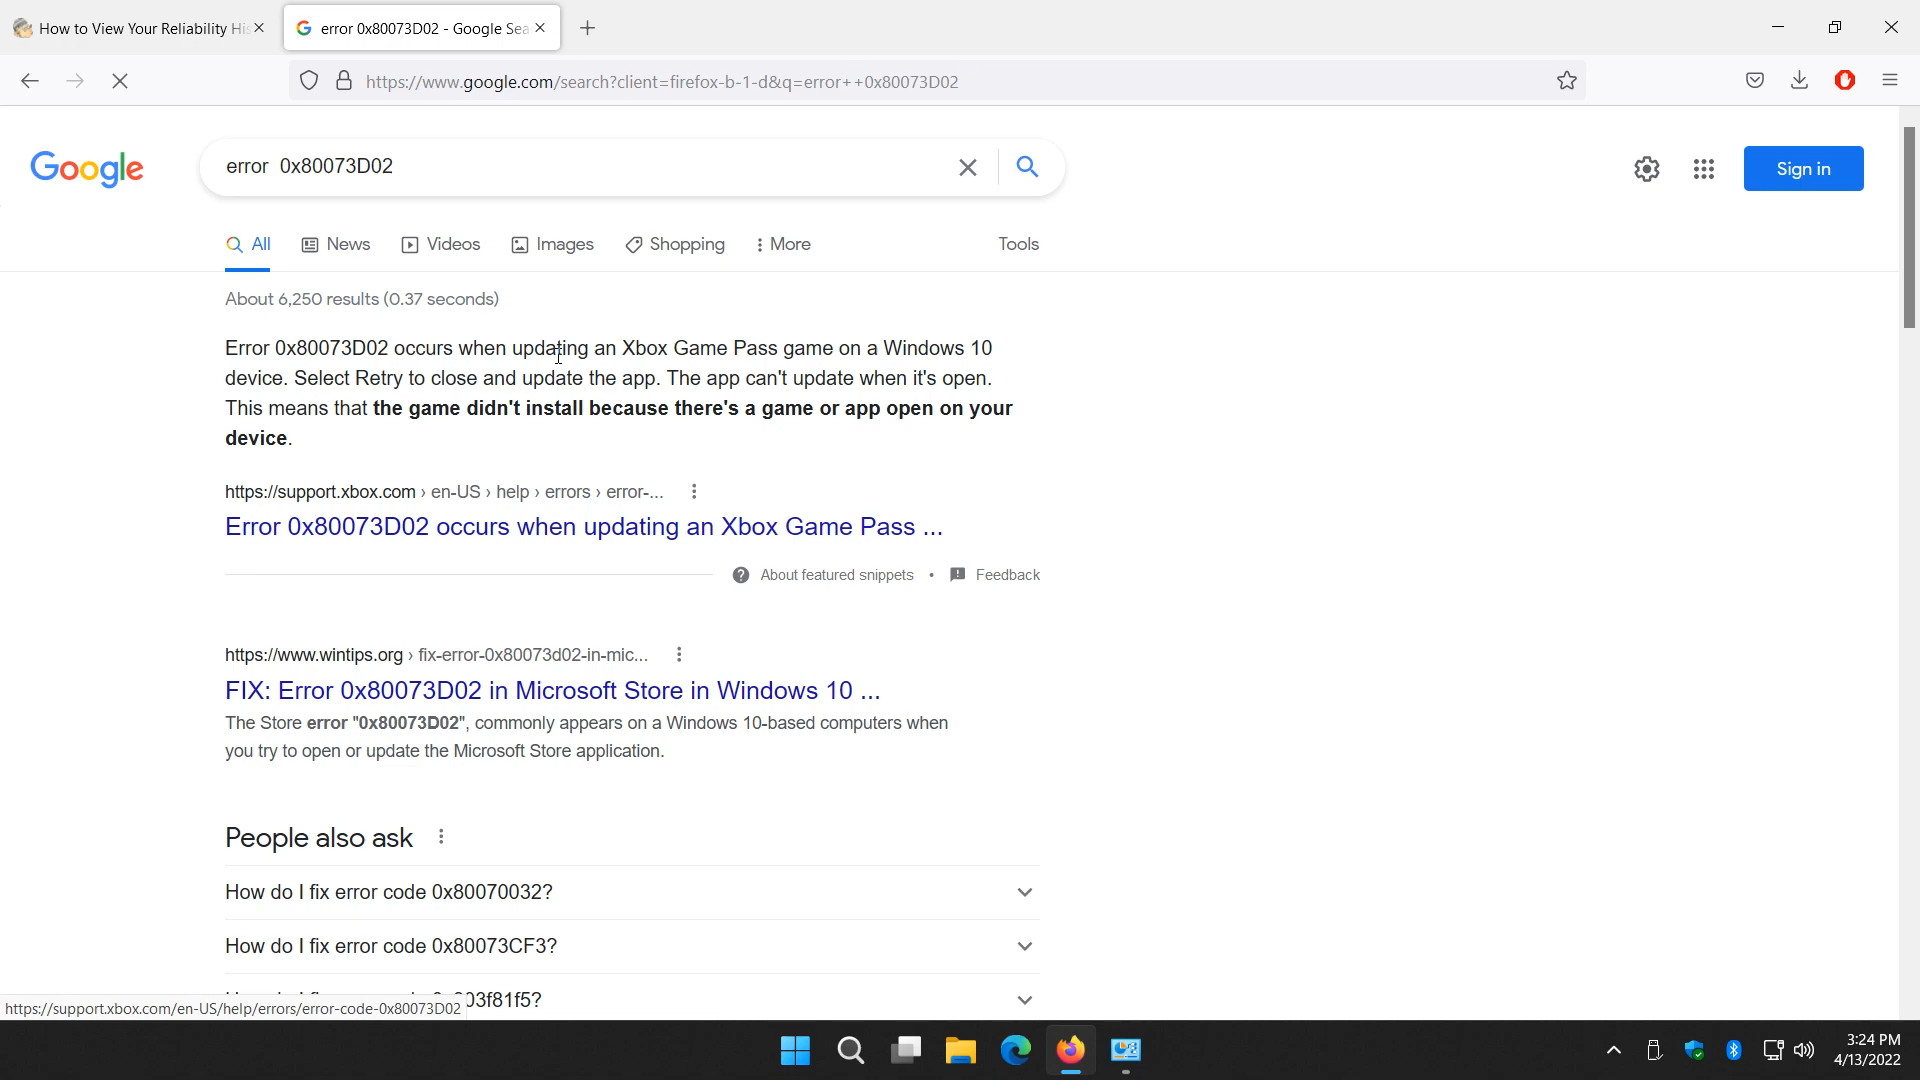 How to View Your Reliability His
error 0x80073D02 - Google Sea
https://www.google.com/search?client=firefox-b-1-d&q=error++0x80073D02
Google
error 0x80073D02
Sign in
All
News
Videos
Images
Shopping
More
Tools
About 6,250 results (0.37 seconds)
Error 0x80073D02 occurs when updating an Xbox Game Pass game on a Windows 10
device. Select Retry to close and update the app. The app can't update when it's open.
This means that the game didn't install because there's a game or app open on your
device.
https://support.xbox.com › en-US › help › errors › error-...
Error 0x80073D02 occurs when updating an Xbox Game Pass ...
About featured snippets • Feedback
https://www.wintips.org › fix-error-0x80073d02-in-mic...
FIX: Error 0x80073D02 in Microsoft Store in Windows 10 ...
The Store error "0x80073D02", commonly appears on a Windows 10-based computers when
you try to open or update the Microsoft Store application.
People also ask
How do I fix error code 0x80070032?
How do I fix error code 0x80073CF3?
03f81f5?
https://support.xbox.com/en-US/help/errors/error-code-0x80073D02
3:24 PM
4/13/2022